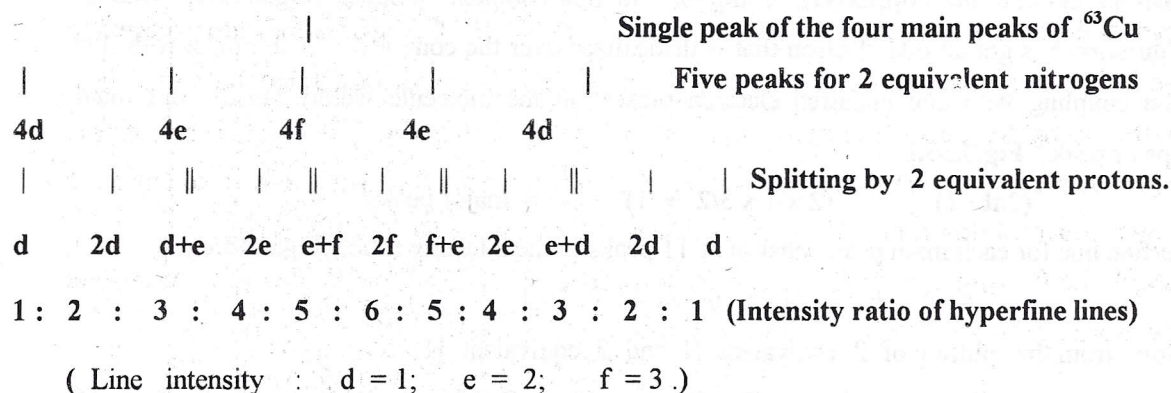 Single peak of the four main peaks of ⁶³Cu
Five peaks for 2 equivalent nitrogens
4d 4e 4f 4e 4d
Splitting by 2 equivalent protons.
d 2d d+e 2e e+f 2f f+e 2e e+d 2d d
1 : 2 : 3 : 4 : 5 : 6 : 5 : 4 : 3 : 2 : 1 (Intensity ratio of hyperfine lines)
( Line intensity : d = 1; e = 2; f = 3 .)